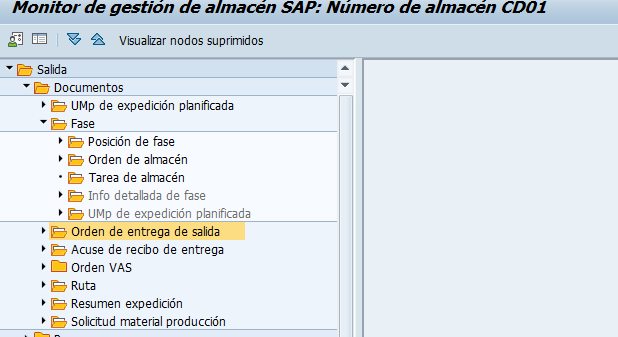 Monitor de gestión de almacén SAP: Número de almacén CD01
Visualizar nodos suprimidos
Salida
Documentos
UMp de expedición planificada
Fase
Posición de fase
Orden de almacén
Tarea de almacén
Info detallada de fase
UMp de expedición planificada
Orden de entrega de salida
Acuse de recibo de entrega
Orden VAS
Ruta
Resumen expedición
Solicitud material producción